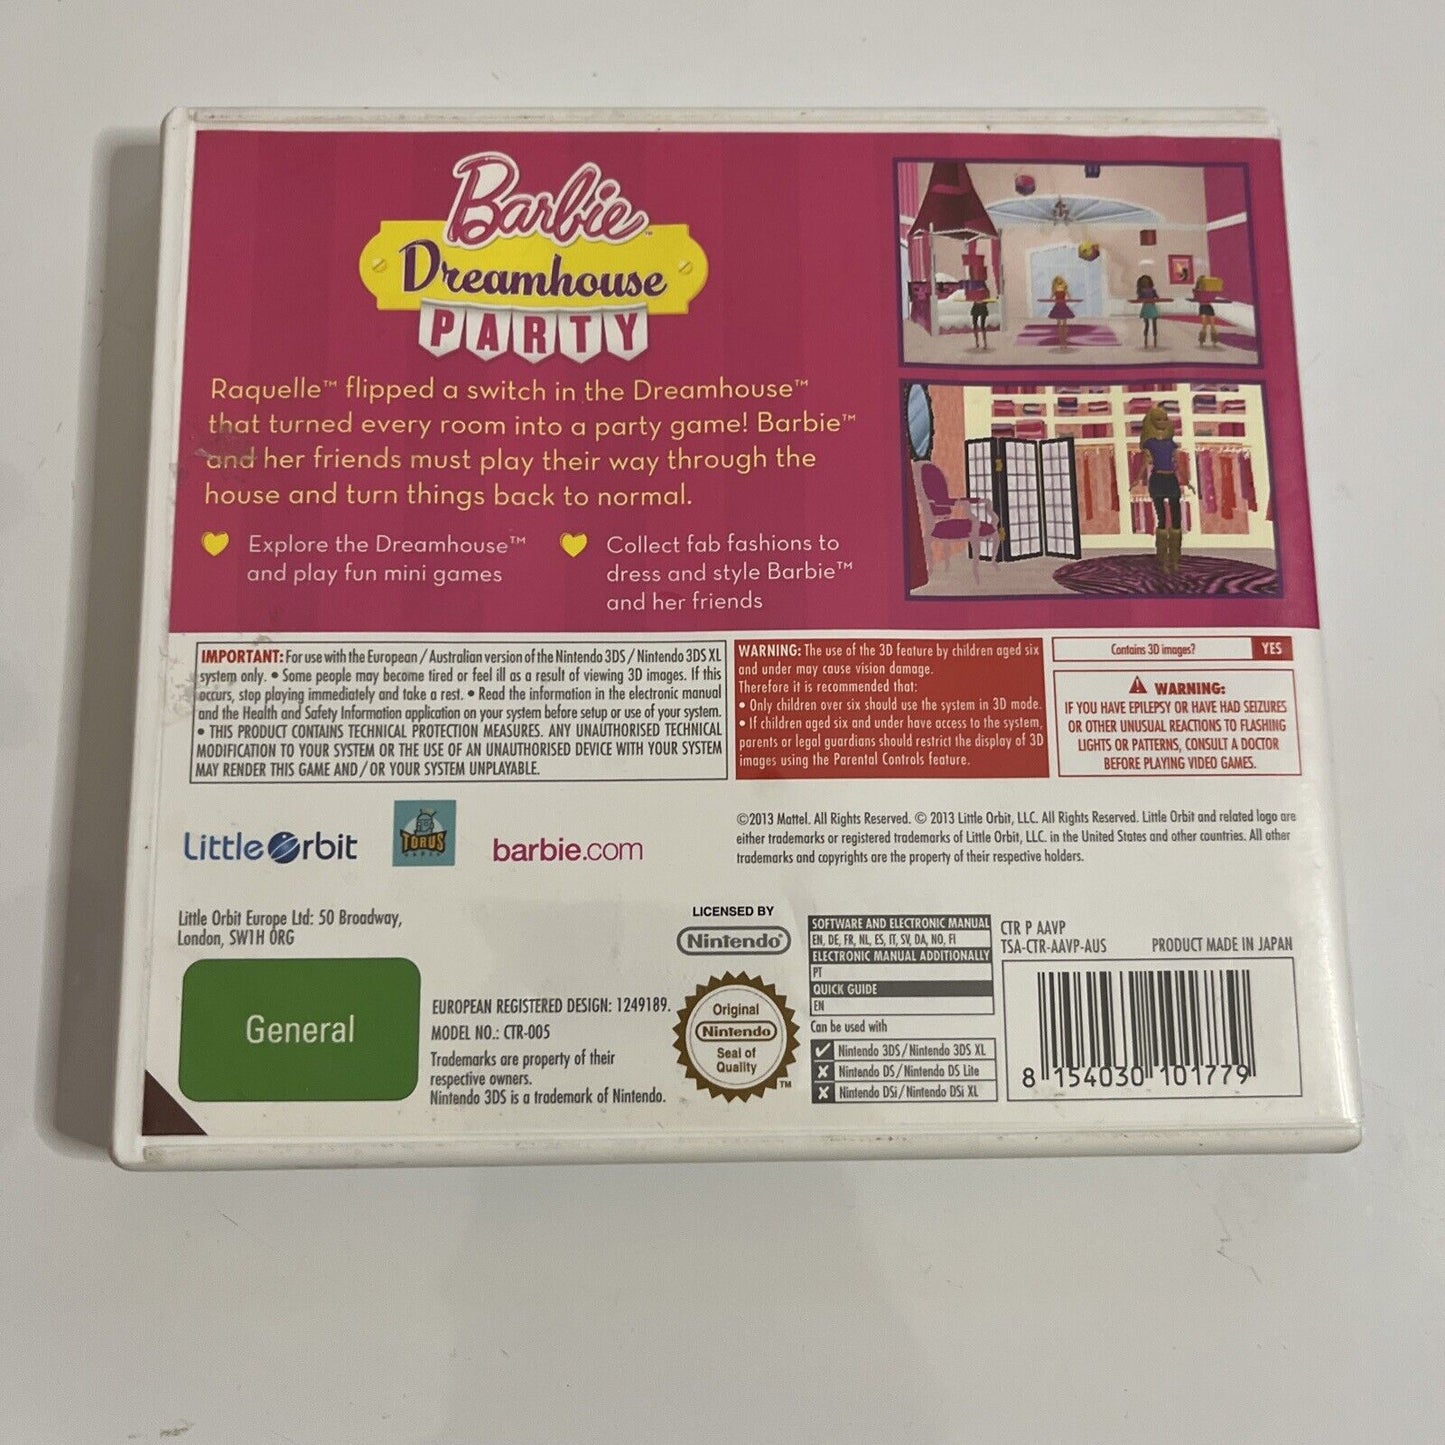 Barbie™
Dreamhouse
PARTY
Raquelle™ flipped a switch in the Dreamhouse™
that turned every room into a party game! Barbie™
and her friends must play their way through the
house and turn things back to normal.
Explore the Dreamhouse™
and play fun mini games
Collect fab fashions to
dress and style Barbie™
and her friends
IMPORTANT: For use with the European / Australian version of the Nintendo 3DS / Nintendo 3DS XL
system only. • Some people may become tired or feel ill as a result of viewing 3D images. If this
occurs, stop playing immediately and take a rest. • Read the information in the electronic manual
and the Health and Safety Information application on your system before setup or use of your system.
• THIS PRODUCT CONTAINS TECHNICAL PROTECTION MEASURES. ANY UNAUTHORISED TECHNICAL
MODIFICATION TO YOUR SYSTEM OR THE USE OF AN UNAUTHORISED DEVICE WITH YOUR SYSTEM
MAY RENDER THIS GAME AND / OR YOUR SYSTEM UNPLAYABLE.
WARNING: The use of the 3D feature by children aged six
and under may cause vision damage.
Therefore it is recommended that:
• Only children over six should use the system in 3D mode.
• If children aged six and under have access to the system,
parents or legal guardians should restrict the display of 3D
images using the Parental Controls feature.
Contains 3D images? YES
WARNING:
IF YOU HAVE EPILEPSY OR HAVE HAD SEIZURES
OR OTHER UNUSUAL REACTIONS TO FLASHING
LIGHTS OR PATTERNS, CONSULT A DOCTOR
BEFORE PLAYING VIDEO GAMES.
Little Orbit
TORUS
barbie.com
©2013 Mattel. All Rights Reserved. © 2013 Little Orbit, LLC. All Rights Reserved. Little Orbit and related logo are
either trademarks or registered trademarks of Little Orbit, LLC. in the United States and other countries. All other
trademarks and copyrights are the property of their respective holders.
Little Orbit Europe Ltd: 50 Broadway,
London, SW1H 0RG
General
EUROPEAN REGISTERED DESIGN: 1249189.
MODEL NO.: CTR-005
Trademarks are property of their
respective owners.
Nintendo 3DS is a trademark of Nintendo.
LICENSED BY
Nintendo®
Original
Nintendo
Seal of
Quality
™
SOFTWARE AND ELECTRONIC MANUAL
EN, DE, FR, NL, ES, IT, SV, DA, NO, FI
ELECTRONIC MANUAL ADDITIONALLY
PT
QUICK GUIDE
EN
Can be used with
Nintendo 3DS / Nintendo 3DS XL
Nintendo DS / Nintendo DS Lite
Nintendo DSi / Nintendo DSi XL
CTR P AAVP
TSA-CTR-AAVP-AUS
PRODUCT MADE IN JAPAN
8 154030 101779